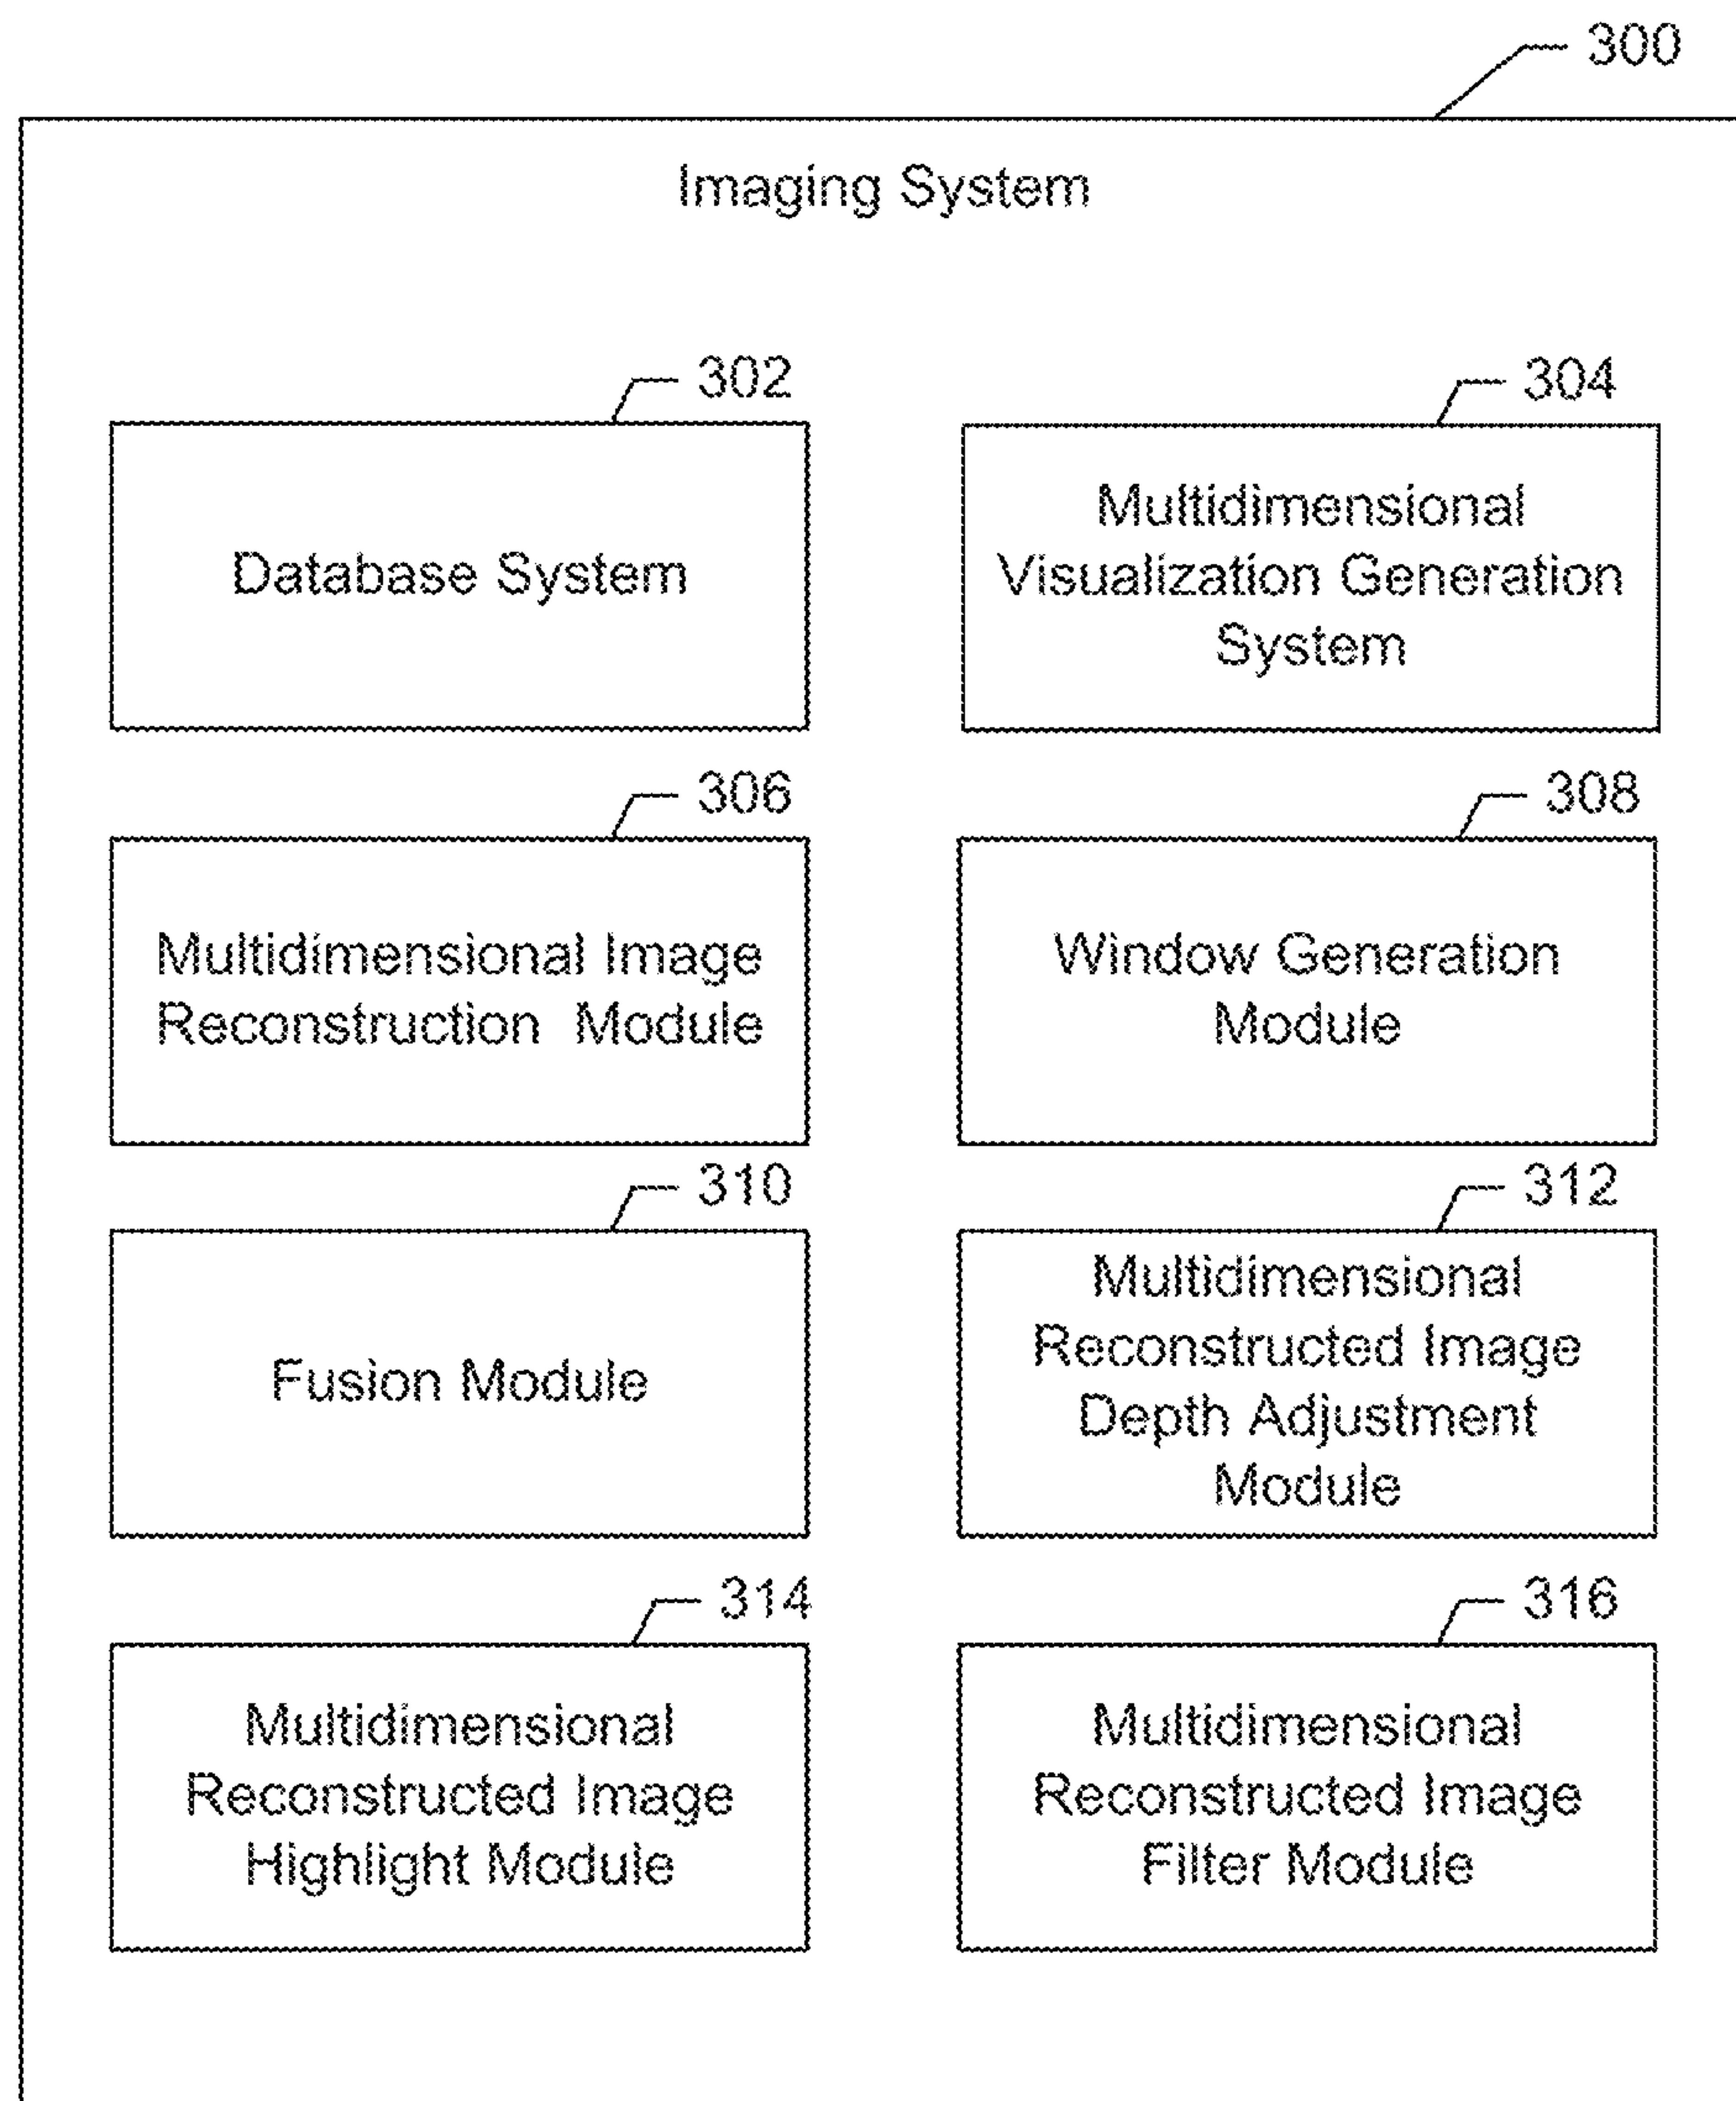 300
Imaging System
302
304
Database System
Multidimensional
Visualization Generation
System
306
308
Multidimensional Image
Reconstruction Module
Window Generation
Module
310
312
Fusion Module
Multidimensional
Reconstructed Image
Depth Adjustment
Module
314
316
Multidimensional
Reconstructed Image
Highlight Module
Multidimensional
Reconstructed Image
Filter Module